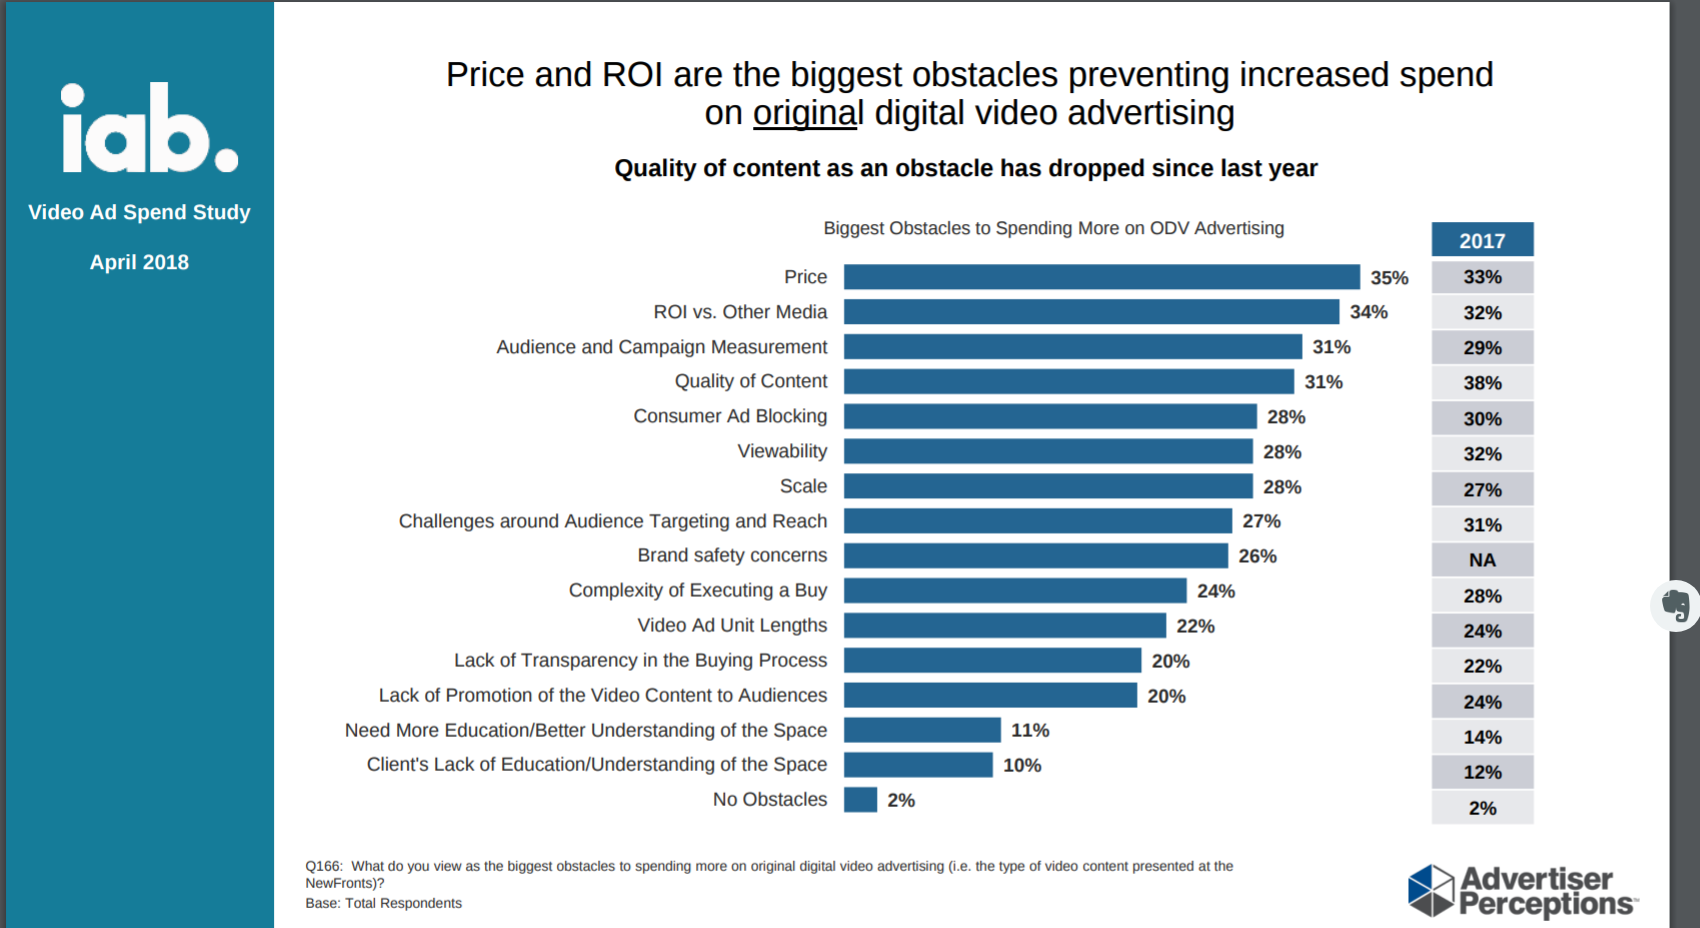 iab.
Video Ad Spend Study
April 2018
Price and ROI are the biggest obstacles preventing increased spend
on original digital video advertising
Quality of content as an obstacle has dropped since last year
Biggest Obstacles to Spending More on ODV Advertising
2017
Price 35% 33%
ROI vs. Other Media 34% 32%
Audience and Campaign Measurement 31% 29%
Quality of Content 31% 38%
Consumer Ad Blocking 28% 30%
Viewability 28% 32%
Scale 28% 27%
Challenges around Audience Targeting and Reach 27% 31%
Brand safety concerns 26% NA
Complexity of Executing a Buy 24% 28%
Video Ad Unit Lengths 22% 24%
Lack of Transparency in the Buying Process 20% 22%
Lack of Promotion of the Video Content to Audiences 20% 24%
Need More Education/Better Understanding of the Space 11% 14%
Client's Lack of Education/Understanding of the Space 10% 12%
No Obstacles 2% 2%
Q166: What do you view as the biggest obstacles to spending more on original digital video advertising (i.e. the type of video content presented at the
NewFronts)?
Base: Total Respondents
Advertiser
Perceptions